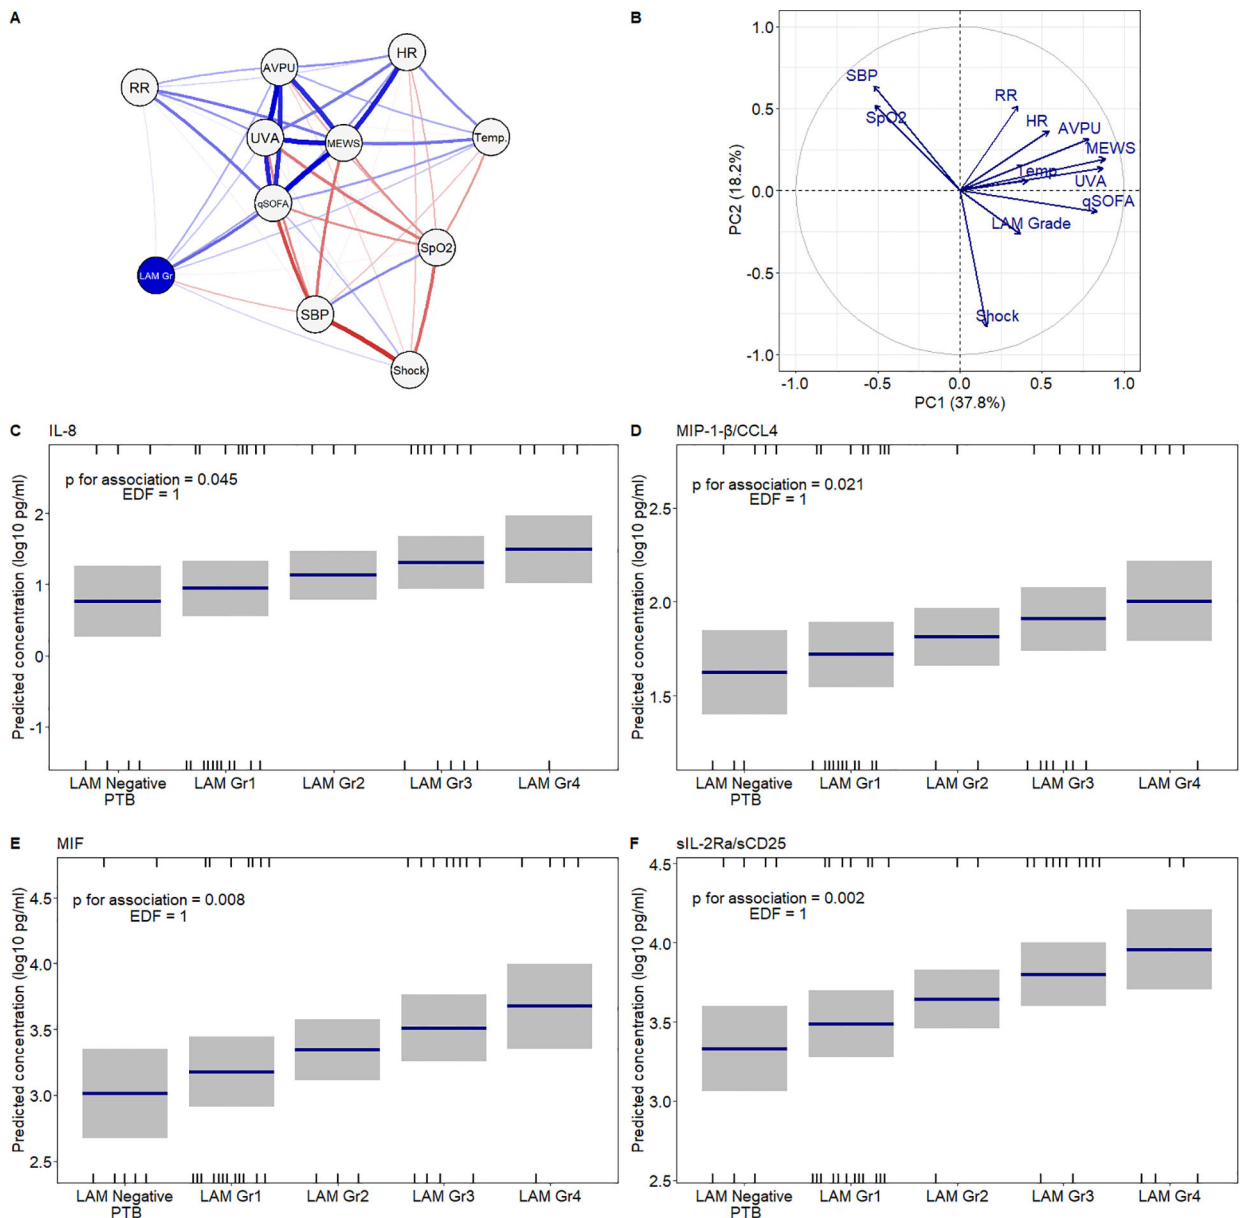 A
AVPU
HR
RR
UVA
MEWS
Temp.
qSOFA
SpO2
LAM Gr
SBP
Shock
B
1.0
0.5
0.0
-0.5
-1.0
PC2 (18.2%)
SBP
SpO2
RR
HR
AVPU
MEWS
Temp
UVA
qSOFA
LAM Grade
Shock
-1.0 -0.5 0.0 0.5 1.0
PC1 (37.8%)
C IL-8
p for association = 0.045
EDF = 1
Predicted concentration (log10 pg/ml)
2
1
0
-1
LAM Negative PTB
LAM Gr1
LAM Gr2
LAM Gr3
LAM Gr4
D MIP-1-β/CCL4
p for association = 0.021
EDF = 1
Predicted concentration (log10 pg/ml)
2.5
2.0
1.5
LAM Negative PTB
LAM Gr1
LAM Gr2
LAM Gr3
LAM Gr4
E MIF
p for association = 0.008
EDF = 1
Predicted concentration (log10 pg/ml)
4.5
4.0
3.5
3.0
2.5
LAM Negative PTB
LAM Gr1
LAM Gr2
LAM Gr3
LAM Gr4
F sIL-2Ra/sCD25
p for association = 0.002
EDF = 1
Predicted concentration (log10 pg/ml)
4.5
4.0
3.5
3.0
2.5
LAM Negative PTB
LAM Gr1
LAM Gr2
LAM Gr3
LAM Gr4